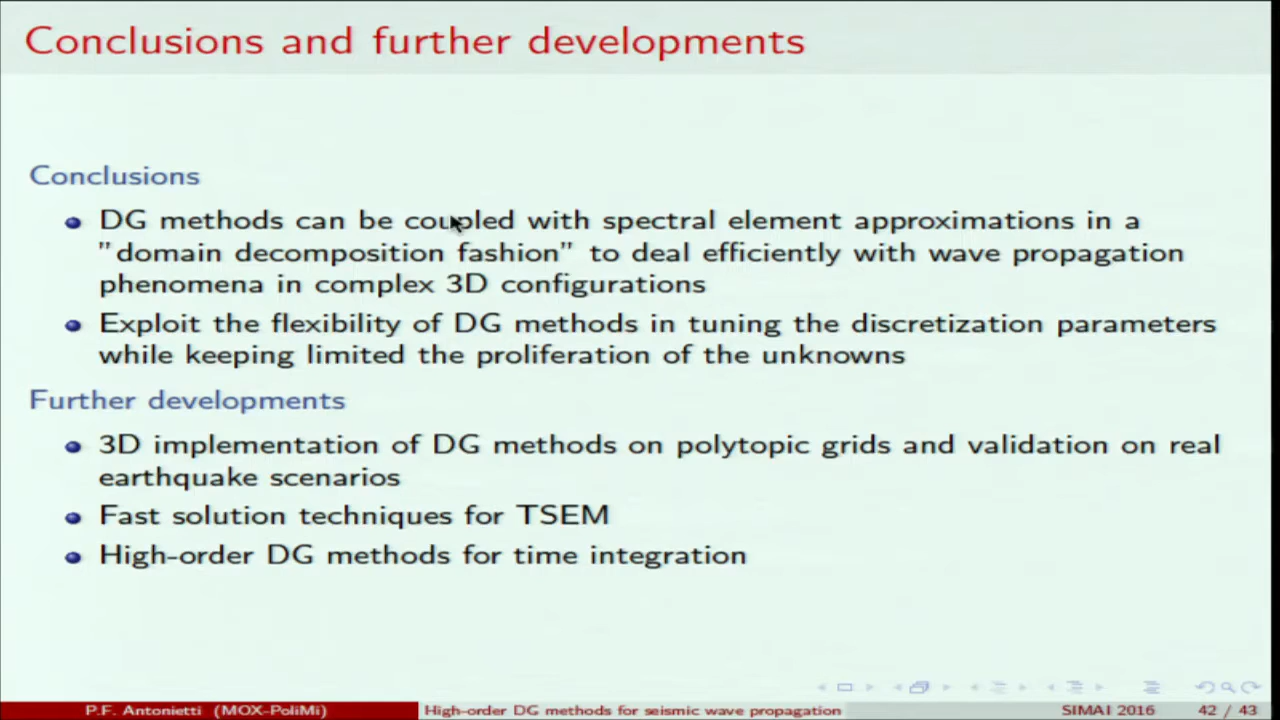 Conclusions and further developments
Conclusions
DG methods can be coupled with spectral element approximations in a
"domain decomposition fashion" to deal efficiently with wave propagation
phenomena in complex 3D configurations
Exploit the flexibility of DG methods in tuning the discretization parameters
while keeping limited the proliferation of the unknowns
Further developments
3D implementation of DG methods on polytopic grids and validation on real
earthquake scenarios
Fast solution techniques for TSEM
High-order DG methods for time integration
P.F. Antonietti (MOX-PoliMi) High-order DG methods for seismic wave propagation SIMAI 2016 42 / 43